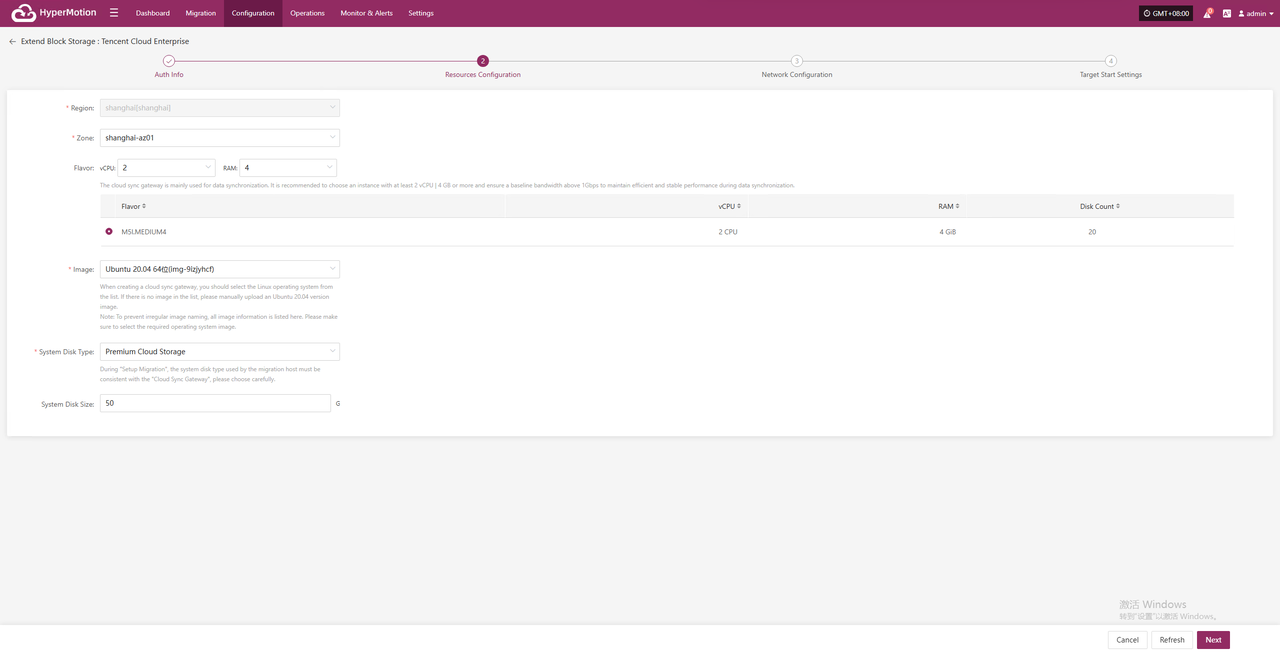 HyperMotion
Dashboard
Migration
Configuration
Operations
Monitor & Alerts
Settings
GMT+08:00
admin
Extend Block Storage : Tencent Cloud Enterprise
Auth Info
2
Resources Configuration
3
Network Configuration
4
Target Start Settings
* Region:
shanghai(shanghai)
* Zone:
shanghai-az01
Flavor:
vCPU:
2
RAM:
4
The cloud sync gateway is mainly used for data synchronization. It is recommended to choose an instance with at least 2 vCPU | 4 GB or more and ensure a baseline bandwidth above 1Gbps to maintain efficient and stable performance during data synchronization.
Flavor
vCPU
RAM
Disk Count
2 CPU
4 GiB
20
* Image:
Ubuntu 20.04 64位(img-9izjyhcf)
When creating a cloud sync gateway, you should select the Linux operating system from
the list. If there is no image in the list, please manually upload an Ubuntu 20.04 version
image.
Note: To prevent irregular image naming, all image information is listed here. Please make
sure to select the required operating system image.
* System Disk Type:
Premium Cloud Storage
During "Setup Migration", the system disk type used by the migration host must be
consistent with the "Cloud Sync Gateway", please choose carefully.
System Disk Size:
50
G
激活 Windows
转到"设置"以激活 Windows。
Cancel
Refresh
Next